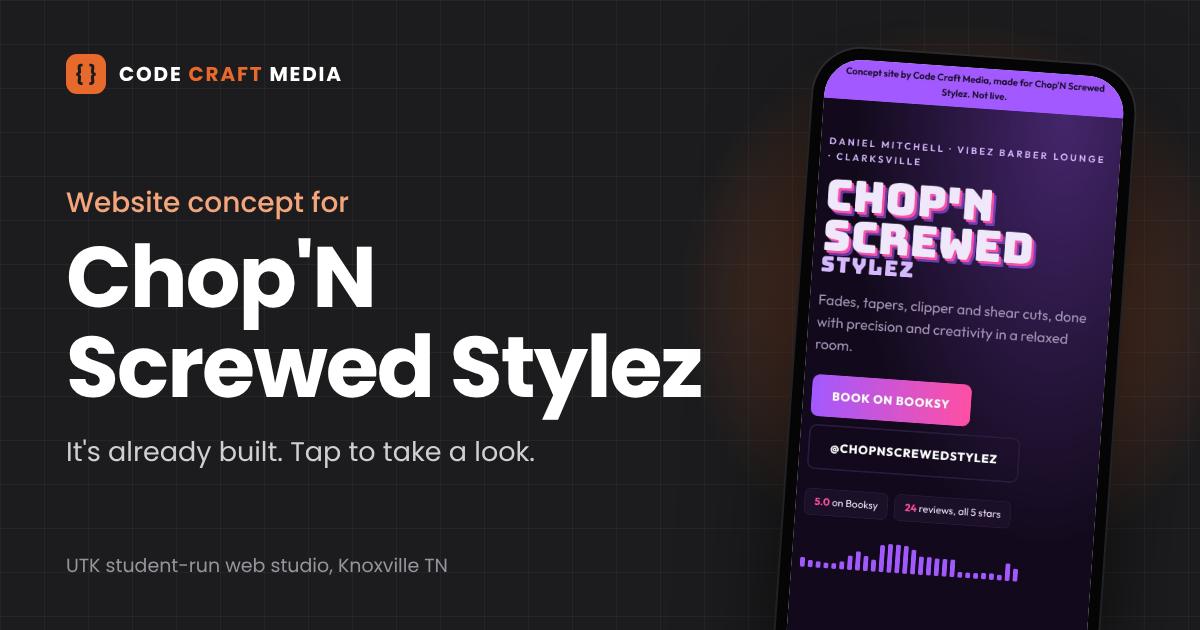 { } CODE CRAFT MEDIA
Website concept for
Chop'N
Screwed Stylez
It's already built. Tap to take a look.
UTK student-run web studio, Knoxville TN
Concept site by Code Craft Media, made for Chop'N Screwed
Stylez. Not live.
DANIEL MITCHELL · VIBEZ BARBER LOUNGE
· CLARKSVILLE
CHOP'N
SCREWED
STYLEZ
Fades, tapers, clipper and shear cuts, done
with precision and creativity in a relaxed
room.
BOOK ON BOOKSY
@CHOPNSCREWEDSTYLEZ
5.0 on Booksy
24 reviews, all 5 stars